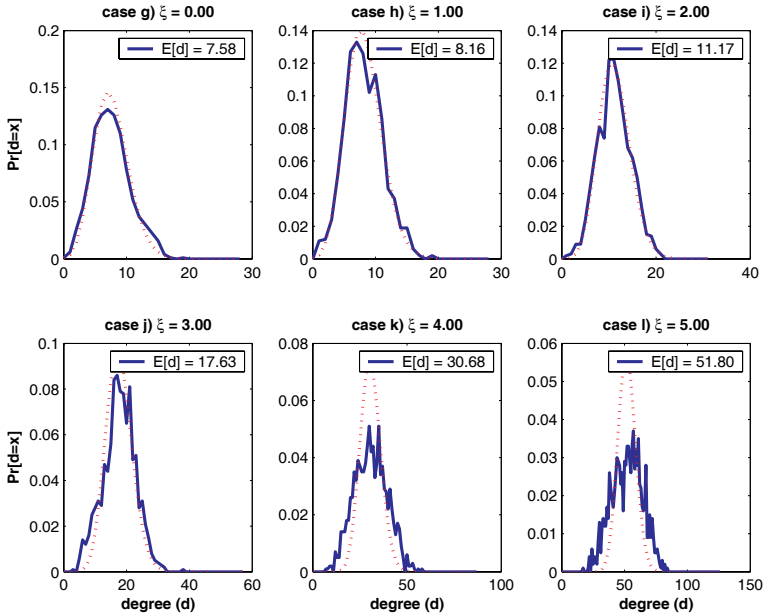 case g) ξ = 0.00
case h) ξ = 1.00
case i) ξ = 2.00
Pr[d=x]
0.2
0.15
0.1
0.05
0
0 10 20 30
E[d] = 7.58
0.14
0.12
0.1
0.08
0.06
0.04
0.02
0
0 10 20 30
E[d] = 8.16
0.14
0.12
0.1
0.08
0.06
0.04
0.02
0
0 20 40
E[d] = 11.17
case j) ξ = 3.00
case k) ξ = 4.00
case l) ξ = 5.00
Pr[d=x]
0.1
0.08
0.06
0.04
0.02
0
0 20 40 60
E[d] = 17.63
degree (d)
0.08
0.06
0.04
0.02
0
0 50 100
E[d] = 30.68
degree (d)
0.06
0.05
0.04
0.03
0.02
0.01
0
0 50 100 150
E[d] = 51.80
degree (d)